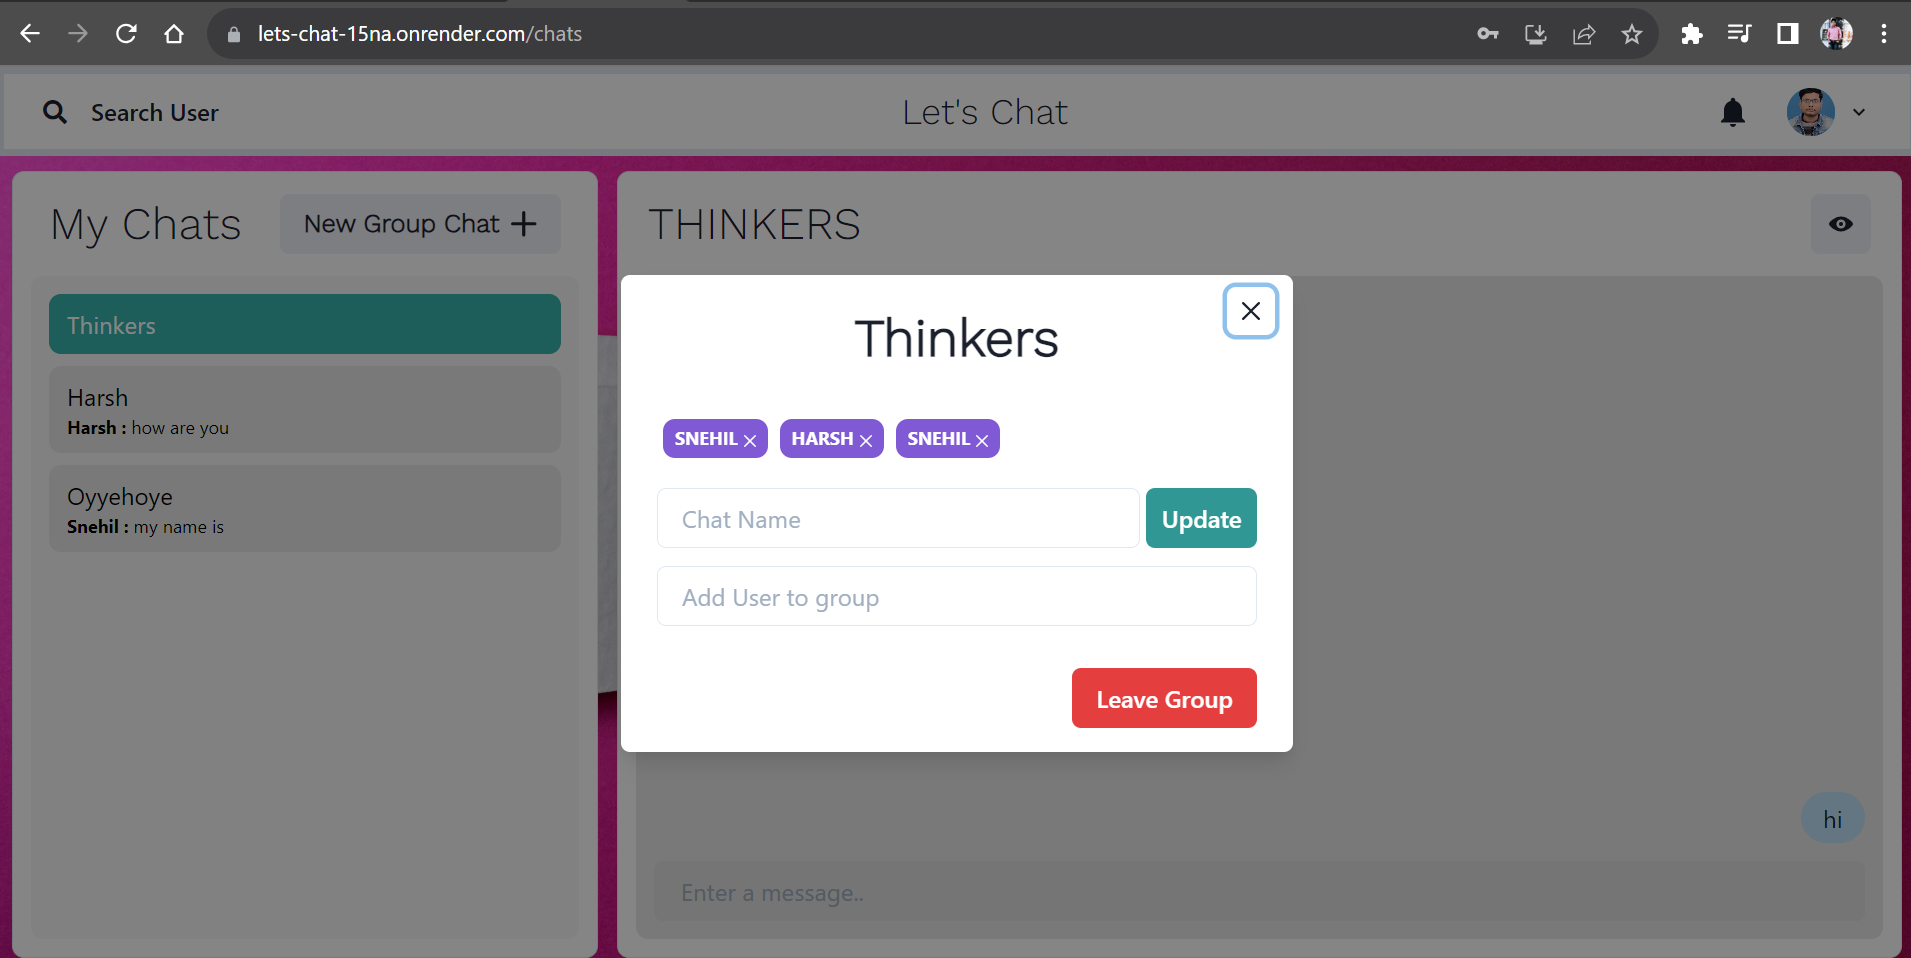 lets-chat-15na.onrender.com/chats
Search User
Let's Chat
My Chats
New Group Chat
Thinkers
Harsh
Harsh : how are you
Oyyehoye
Snehil : my name is
THINKERS
Thinkers
SNEHIL
HARSH
SNEHIL
Chat Name
Update
Add User to group
Leave Group
hi
Enter a message..